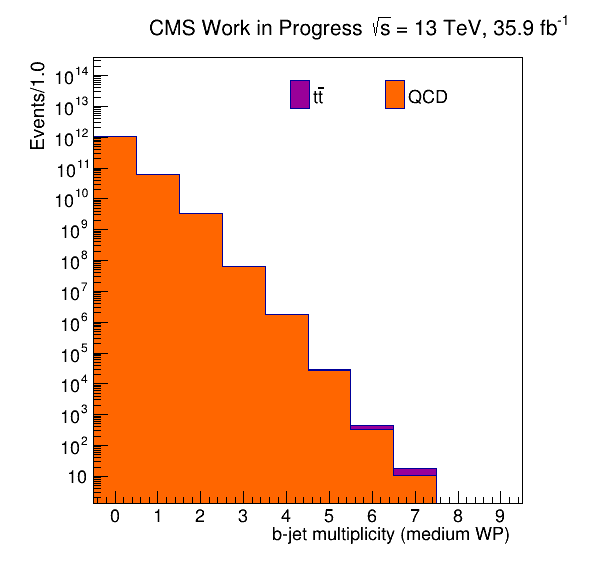 CMS Work in Progress √s = 13 TeV, 35.9 fb⁻¹
Events/1.0
tt̄
QCD
10¹⁴
10¹³
10¹²
10¹¹
10¹⁰
10⁹
10⁸
10⁷
10⁶
10⁵
10⁴
10³
10²
10
0 1 2 3 4 5 6 7 8 9
b-jet multiplicity (medium WP)